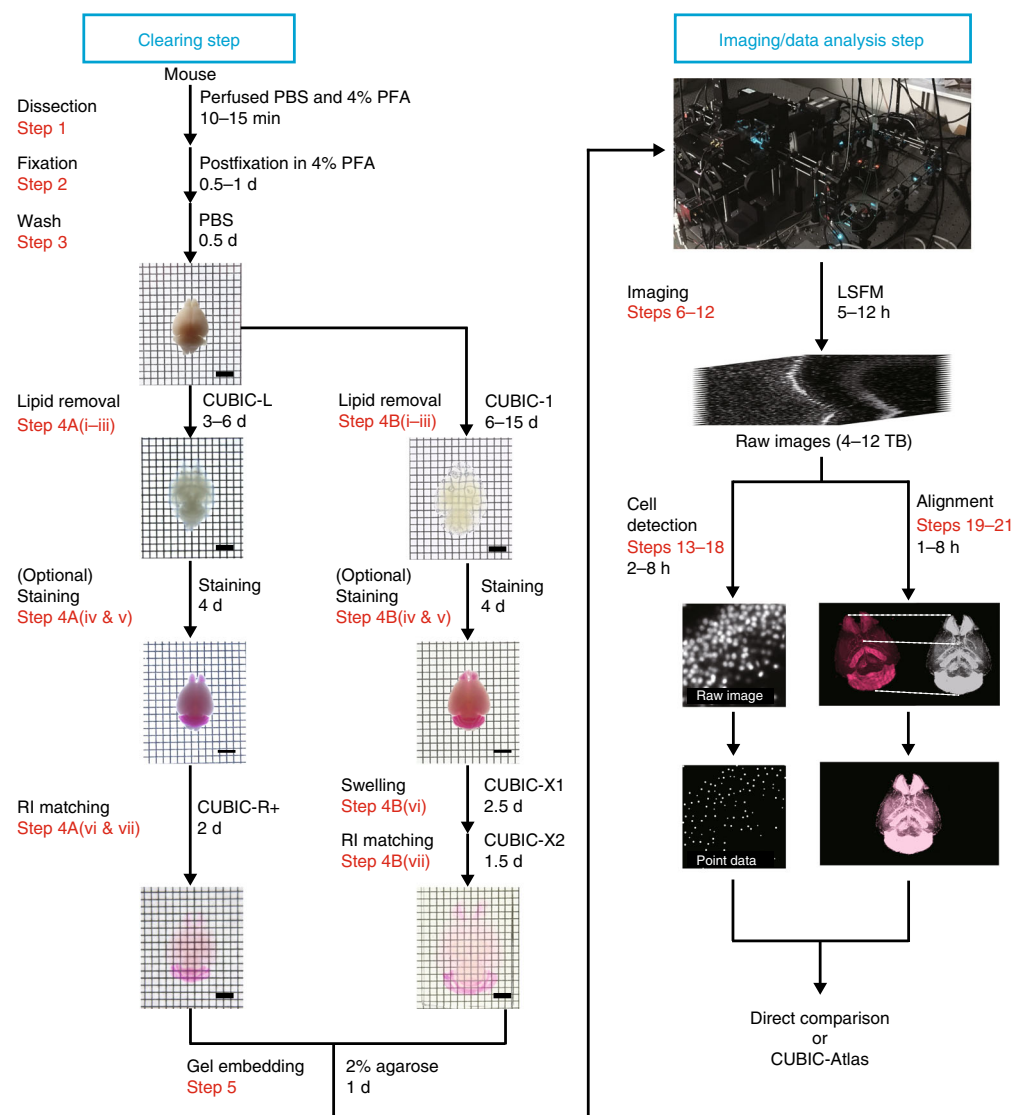 Clearing step
Mouse
Dissection
Step 1
Perfused PBS and 4% PFA
10–15 min
Fixation
Step 2
Postfixation in 4% PFA
0.5–1 d
Wash
Step 3
PBS
0.5 d
Lipid removal
Step 4A(i–iii)
CUBIC-L
3–6 d
Lipid removal
Step 4B(i–iii)
CUBIC-1
6–15 d
(Optional)
Staining
Step 4A(iv & v)
Staining
4 d
(Optional)
Staining
Step 4B(iv & v)
Staining
4 d
RI matching
Step 4A(vi & vii)
CUBIC-R+
2 d
Swelling
Step 4B(vi)
CUBIC-X1
2.5 d
RI matching
Step 4B(vii)
CUBIC-X2
1.5 d
Gel embedding
Step 5
2% agarose
1 d
Imaging/data analysis step
Imaging
Steps 6–12
LSFM
5–12 h
Raw images (4–12 TB)
Cell
detection
Steps 13–18
2–8 h
Alignment
Steps 19–21
1–8 h
Raw image
Point data
Direct comparison
or
CUBIC-Atlas